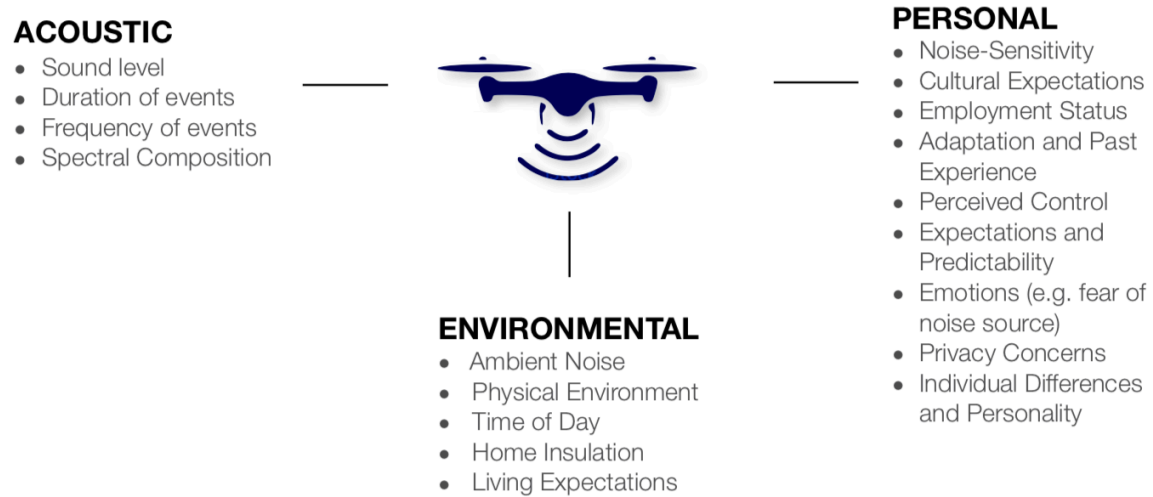 ACOUSTIC
• Sound level
• Duration of events
• Frequency of events
• Spectral Composition
PERSONAL
• Noise-Sensitivity
• Cultural Expectations
• Employment Status
• Adaptation and Past
Experience
• Perceived Control
• Expectations and
Predictability
• Emotions (e.g. fear of
noise source)
• Privacy Concerns
• Individual Differences
and Personality
ENVIRONMENTAL
• Ambient Noise
• Physical Environment
• Time of Day
• Home Insulation
• Living Expectations